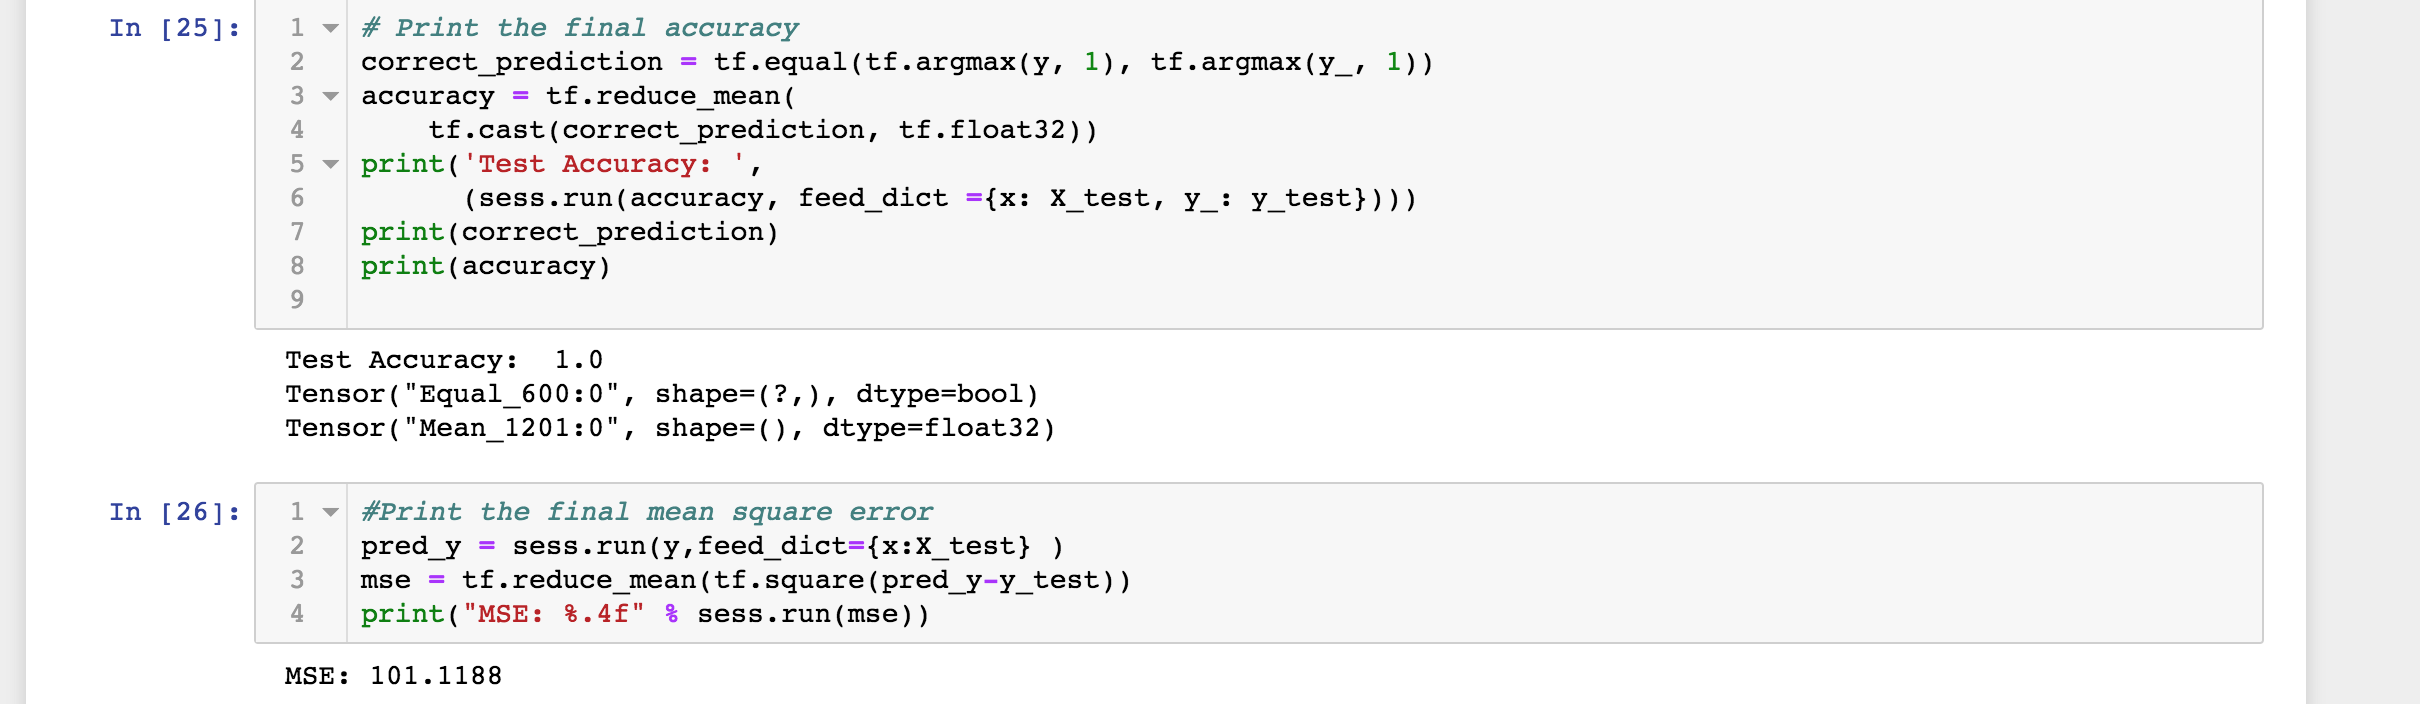 In [25]:
1 # Print the final accuracy
2 correct_prediction = tf.equal(tf.argmax(y, 1), tf.argmax(y_, 1))
3 accuracy = tf.reduce_mean(
4     tf.cast(correct_prediction, tf.float32))
5 print('Test Accuracy: ',
6       (sess.run(accuracy, feed_dict ={x: X_test, y_: y_test})))
7 print(correct_prediction)
8 print(accuracy)
9
Test Accuracy:  1.0
Tensor("Equal_600:0", shape=(?,), dtype=bool)
Tensor("Mean_1201:0", shape=(), dtype=float32)
In [26]:
1 #Print the final mean square error
2 pred_y = sess.run(y,feed_dict={x:X_test} )
3 mse = tf.reduce_mean(tf.square(pred_y-y_test))
4 print("MSE: %.4f" % sess.run(mse))
MSE: 101.1188